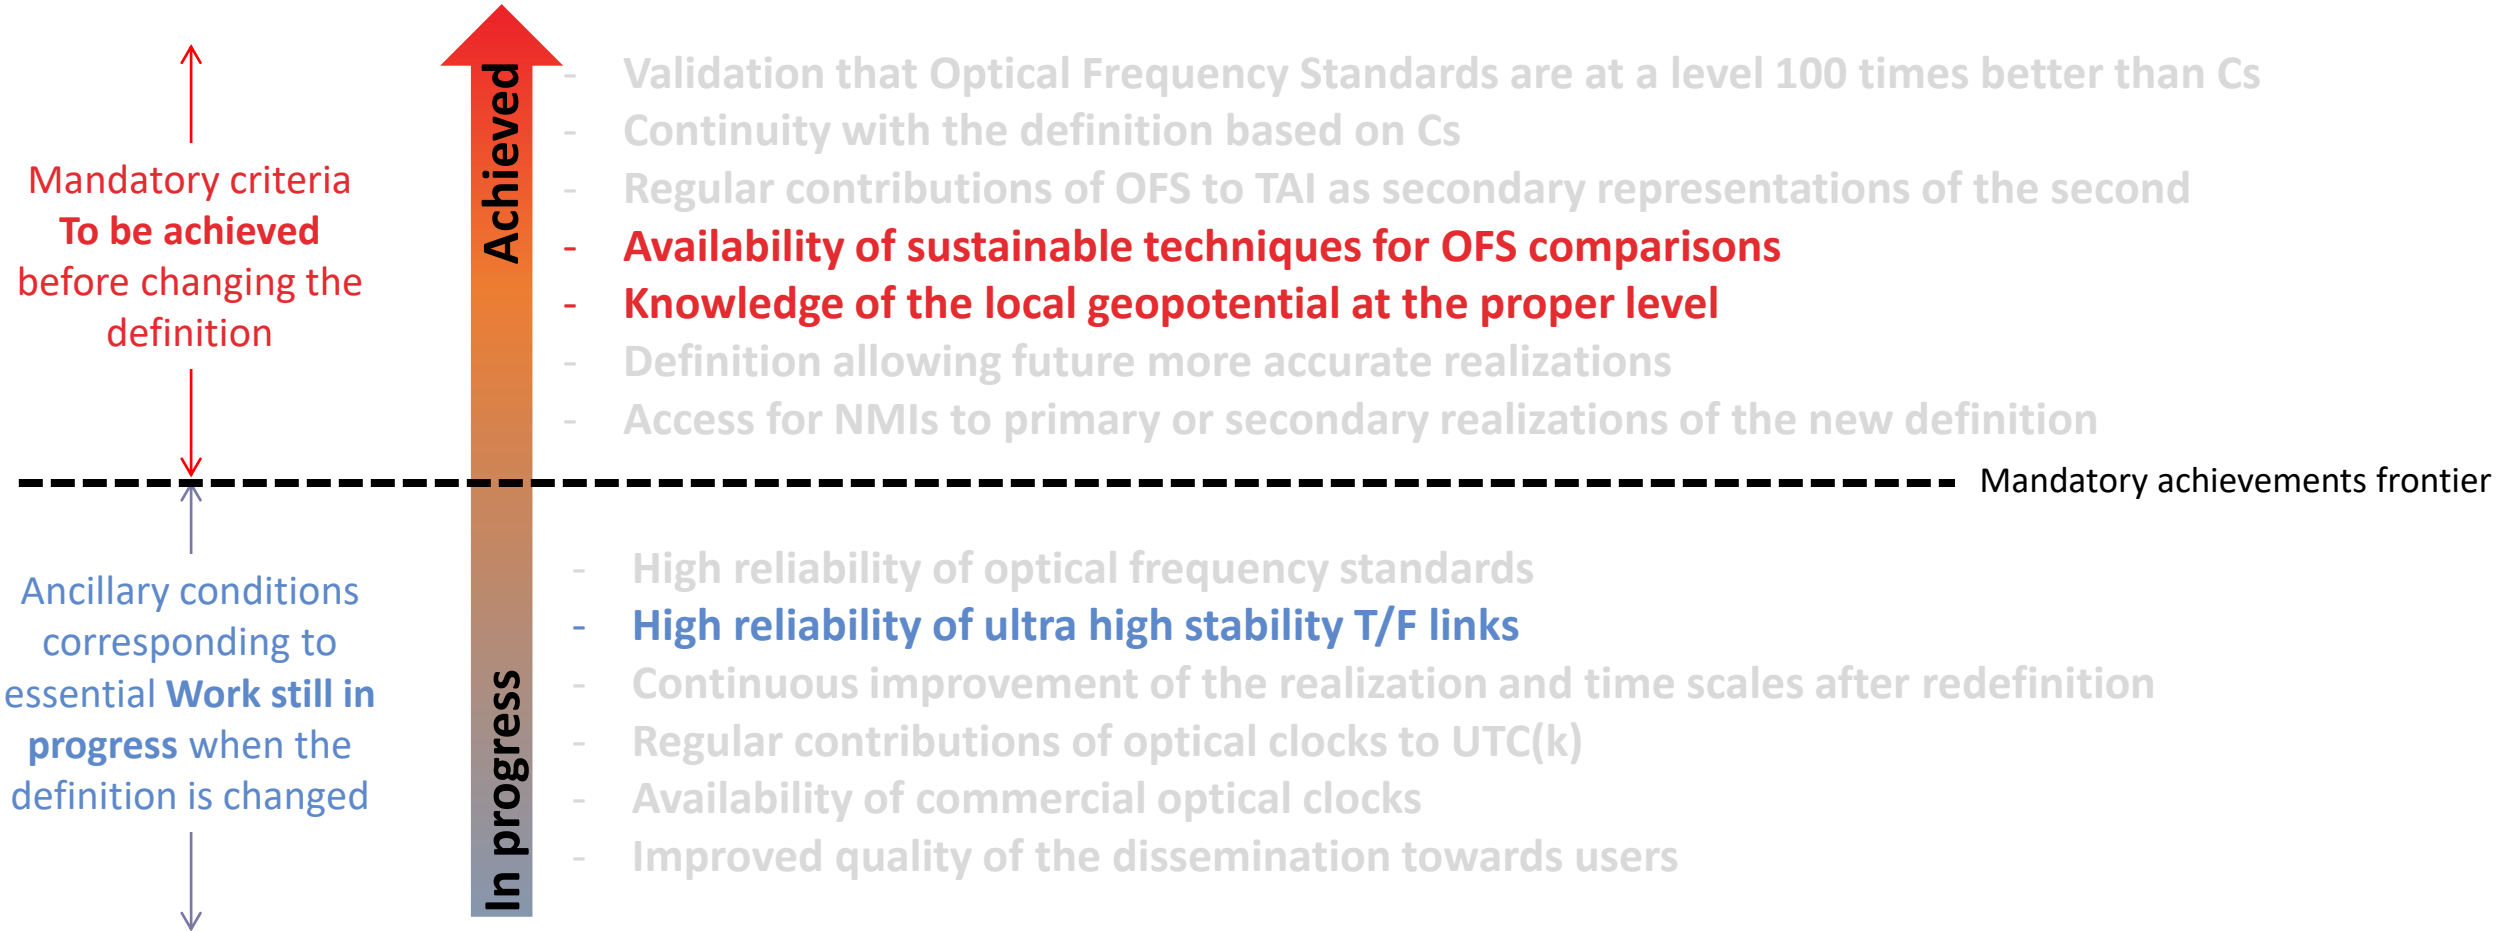 Mandatory criteria
To be achieved
before changing the
definition
Achieved
- Validation that Optical Frequency Standards are at a level 100 times better than Cs
- Continuity with the definition based on Cs
- Regular contributions of OFS to TAI as secondary representations of the second
- Availability of sustainable techniques for OFS comparisons
- Knowledge of the local geopotential at the proper level
- Definition allowing future more accurate realizations
- Access for NMIs to primary or secondary realizations of the new definition
Mandatory achievements frontier
Ancillary conditions
corresponding to
essential Work still in
progress when the
definition is changed
In progress
- High reliability of optical frequency standards
- High reliability of ultra high stability T/F links
- Continuous improvement of the realization and time scales after redefinition
- Regular contributions of optical clocks to UTC(k)
- Availability of commercial optical clocks
- Improved quality of the dissemination towards users